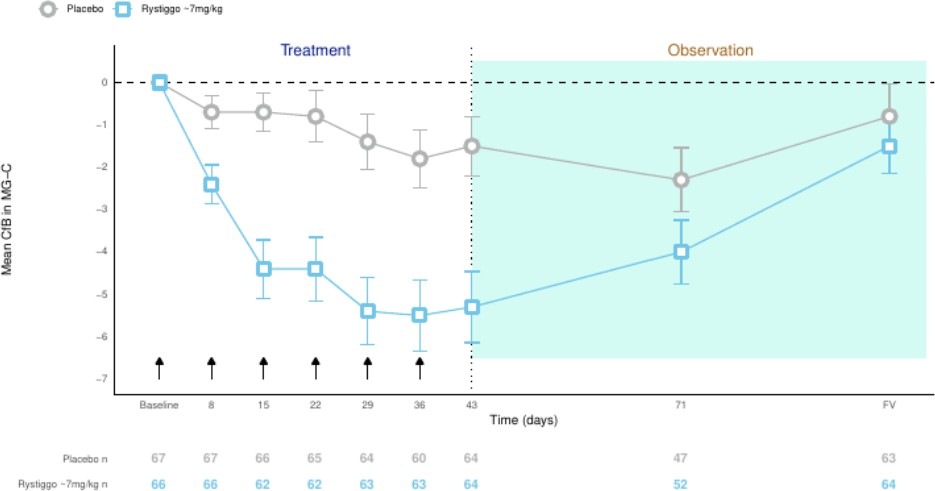 Placebo Rystiggo ~7mg/kg
Treatment Observation
Mean CfB in MG–C
0
–1
–2
–3
–4
–5
–6
–7
Baseline 8 15 22 29 36 43 71 FV
Time (days)
Placebo n 67 67 66 65 64 60 64 47 63
Rystiggo ~7mg/kg n 66 66 62 62 63 63 64 52 64